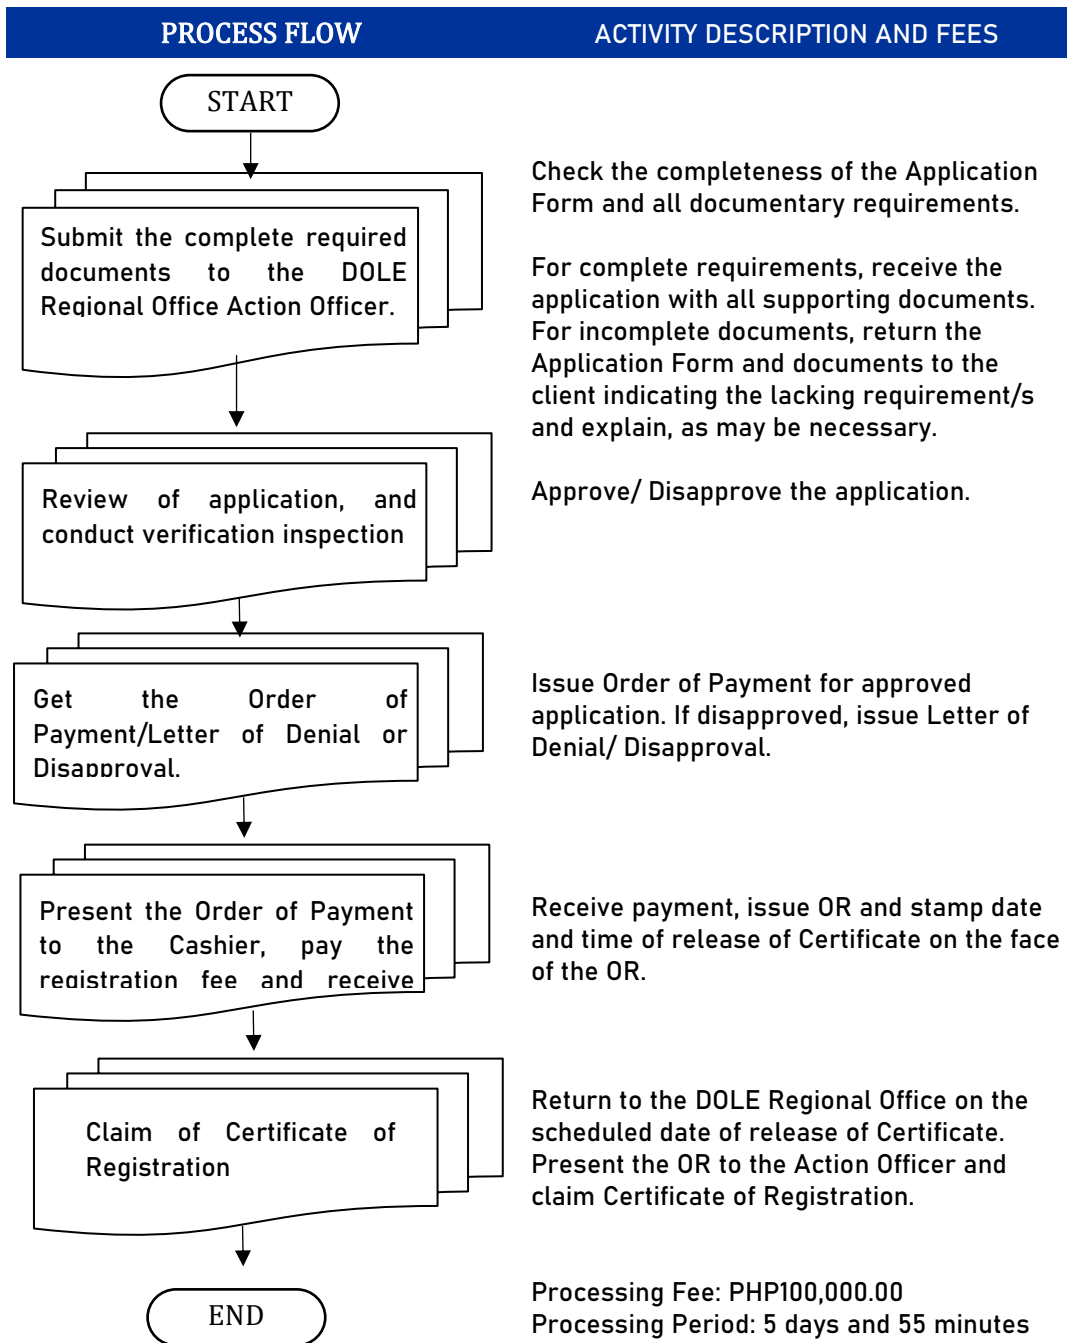 PROCESS FLOW
ACTIVITY DESCRIPTION AND FEES
START
Submit the complete required
documents to the DOLE
Regional Office Action Officer.
Check the completeness of the Application
Form and all documentary requirements.
For complete requirements, receive the
application with all supporting documents.
For incomplete documents, return the
Application Form and documents to the
client indicating the lacking requirement/s
and explain, as may be necessary.
Review of application, and
conduct verification inspection
Approve/ Disapprove the application.
Get the Order of
Payment/Letter of Denial or
Disapproval.
Issue Order of Payment for approved
application. If disapproved, issue Letter of
Denial/ Disapproval.
Present the Order of Payment
to the Cashier, pay the
registration fee and receive
Receive payment, issue OR and stamp date
and time of release of Certificate on the face
of the OR.
Claim of Certificate of
Registration
Return to the DOLE Regional Office on the
scheduled date of release of Certificate.
Present the OR to the Action Officer and
claim Certificate of Registration.
END
Processing Fee: PHP100,000.00
Processing Period: 5 days and 55 minutes